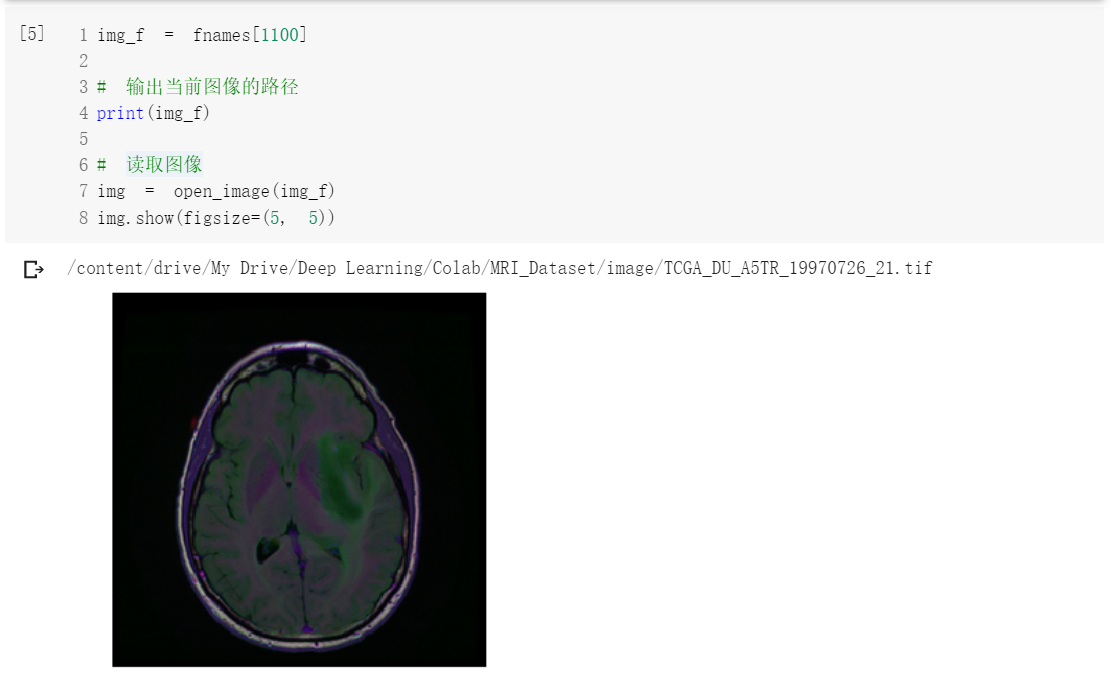 [5]
1 img_f = fnames[1100]
2
3 # 输出当前图像的路径
4 print(img_f)
5
6 # 读取图像
7 img = open_image(img_f)
8 img.show(figsize=(5, 5))
/content/drive/My Drive/Deep Learning/Colab/MRI_Dataset/image/TCGA_DU_A5TR_19970726_21.tif